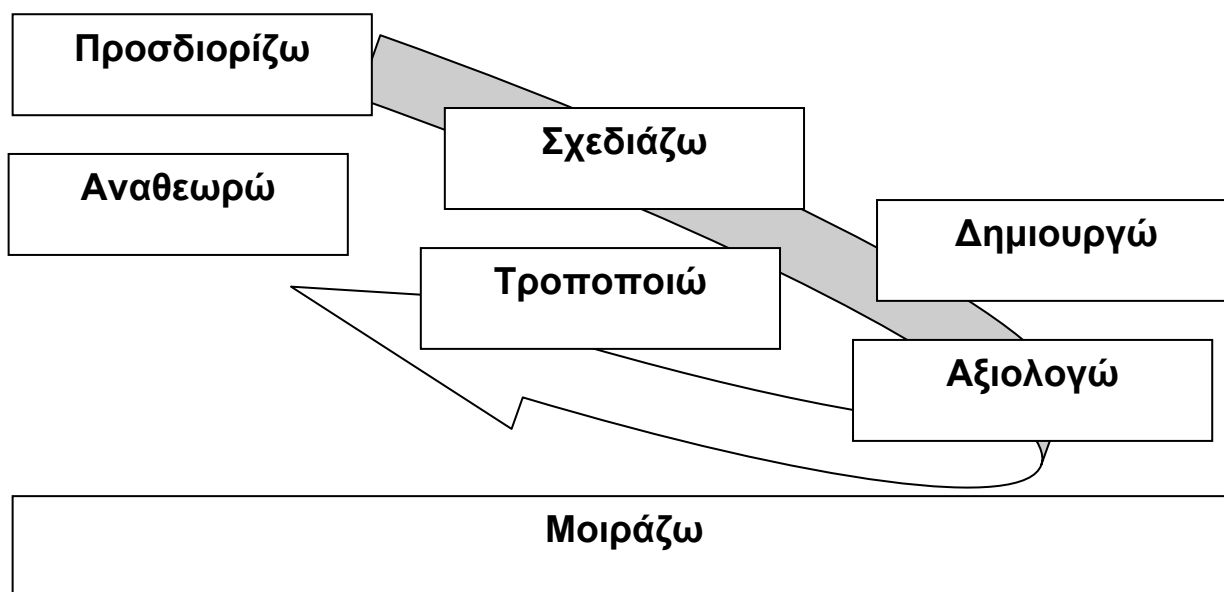 Προσδιορίζω
Σχεδιάζω
Αναθεωρώ
Δημιουργώ
Τροποποιώ
Αξιολογώ
Μοιράζω